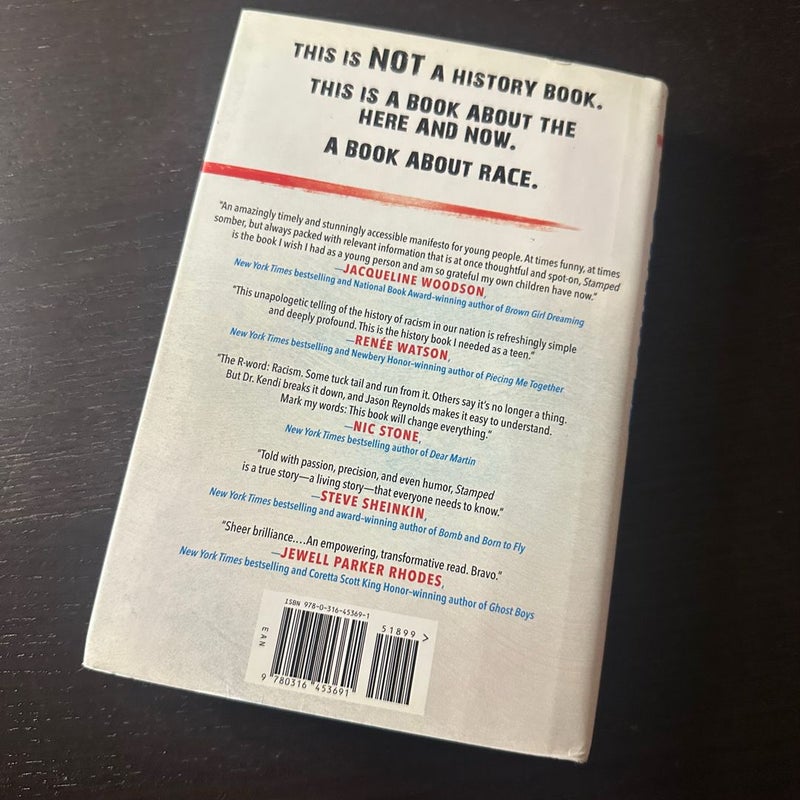 THIS IS NOT A HISTORY BOOK.
THIS IS A BOOK ABOUT THE
HERE AND NOW.
A BOOK ABOUT RACE.
"An amazingly timely and stunningly accessible manifesto for young people. At times funny, at times
somber, but always packed with relevant information that is at once thoughtful and spot-on, Stamped
is the book I wish I had as a young person and am so grateful my own children have now."
—JACQUELINE WOODSON,
New York Times bestselling and National Book Award-winning author of Brown Girl Dreaming
"This unapologetic telling of the history of racism in our nation is refreshingly simple
and deeply profound. This is the history book I needed as a teen."
—RENÉE WATSON,
New York Times bestselling and Newbery Honor-winning author of Piecing Me Together
"The R-word: Racism. Some tuck tail and run from it. Others say it's no longer a thing.
But Dr. Kendi breaks it down, and Jason Reynolds makes it easy to understand.
Mark my words: This book will change everything."
—NIC STONE,
New York Times bestselling author of Dear Martin
"Told with passion, precision, and even humor, Stamped
is a true story—a living story—that everyone needs to know."
—STEVE SHEINKIN,
New York Times bestselling and award-winning author of Bomb and Born to Fly
"Sheer brilliance....An empowering, transformative read. Bravo."
—JEWELL PARKER RHODES,
New York Times bestselling and Coretta Scott King Honor-winning author of Ghost Boys
ISBN 978-0-316-45369-1
51899 >
EAN
9 780316 453691